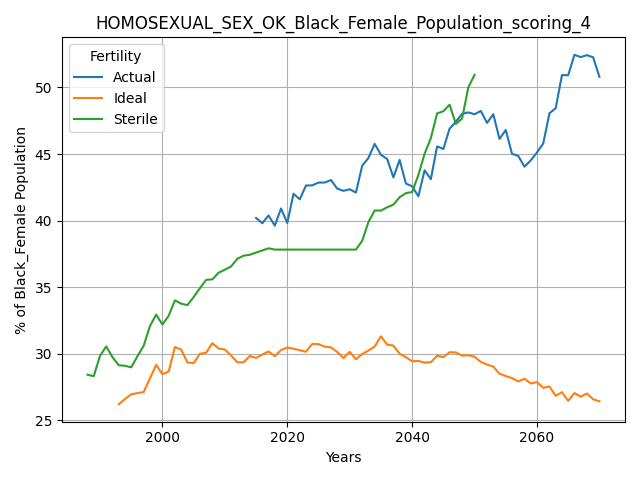 HOMOSEXUAL_SEX_OK_Black_Female_Population_scoring_4
Fertility
Actual
Ideal
Sterile
% of Black_Female Population
50
45
40
35
30
25
2000
2020
2040
2060
Years